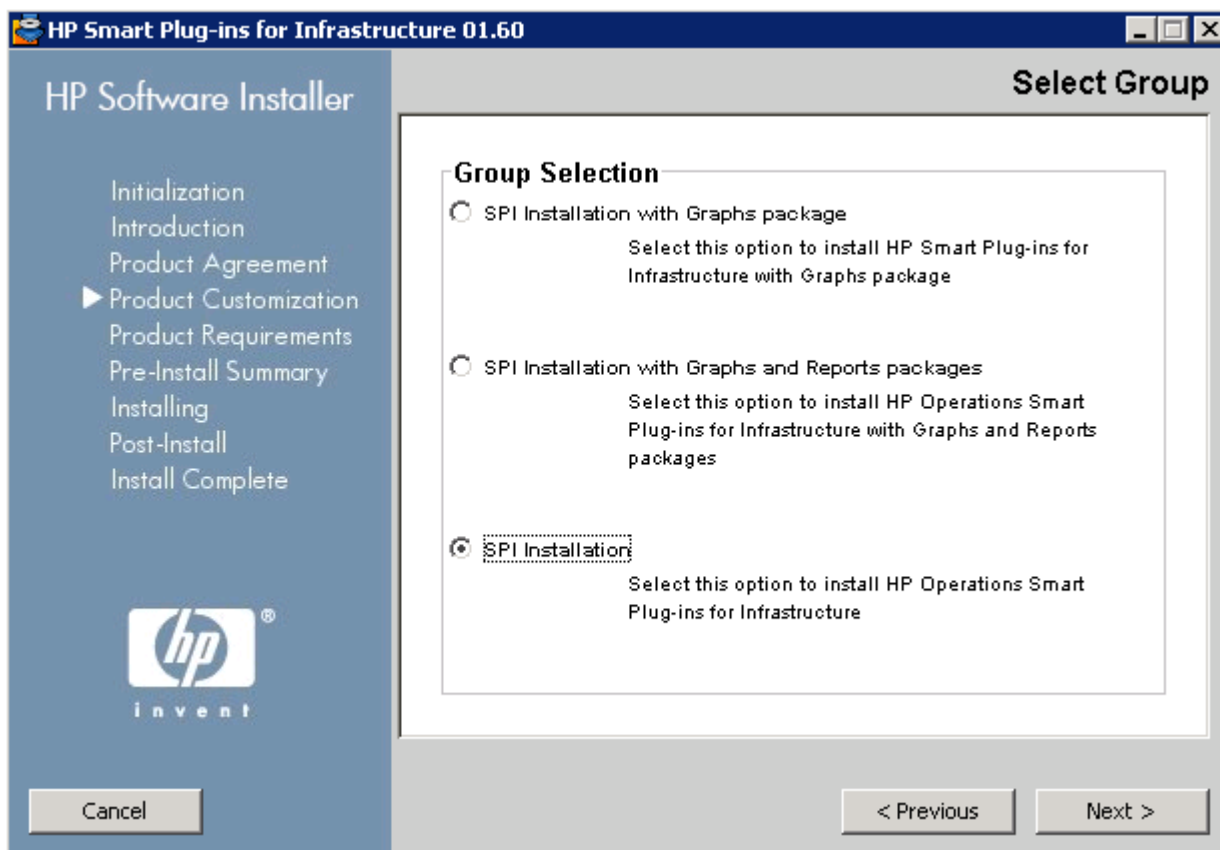 HP Smart Plug-ins for Infrastructure 01.60
HP Software Installer
Initialization
Introduction
Product Agreement
Product Customization
Product Requirements
Pre-Install Summary
Installing
Post-Install
Install Complete
hp
®
invent
Select Group
Group Selection
SPI Installation with Graphs package
Select this option to install HP Smart Plug-ins for
Infrastructure with Graphs package
SPI Installation with Graphs and Reports packages
Select this option to install HP Operations Smart
Plug-ins for Infrastructure with Graphs and Reports
packages
SPI Installation
Select this option to install HP Operations Smart
Plug-ins for Infrastructure
Cancel
< Previous
Next >